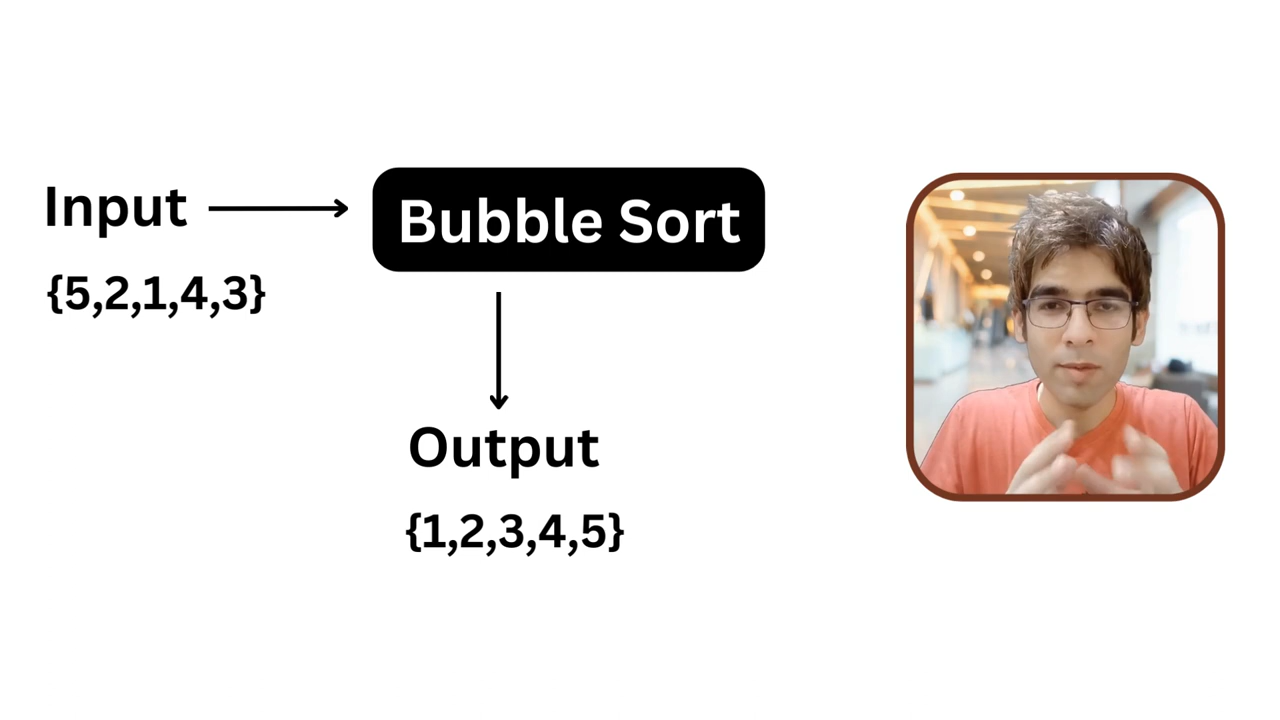 Input
Bubble Sort
{5,2,1,4,3}
Output
{1,2,3,4,5}